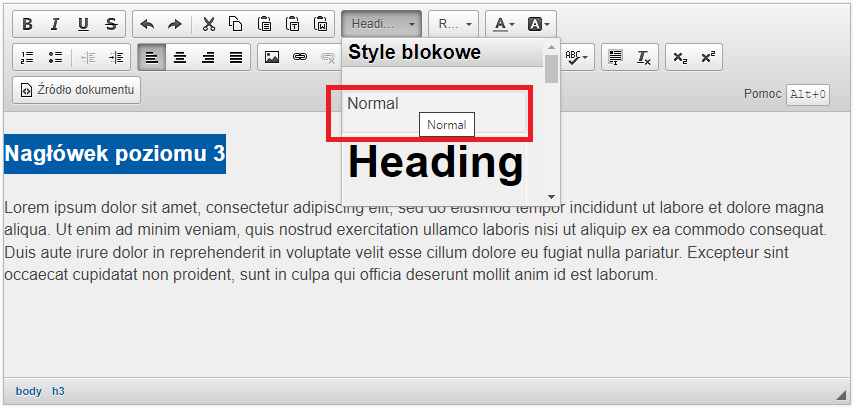 B I U S Headi... R... A A
ABC Tx x₂ x²
Źródło dokumentu
Pomoc Alt+0
Style blokowe
Normal
Normal
Heading
Nagłówek poziomu 3
Lorem ipsum dolor sit amet, consectetur adipiscing elit, sed do eiusmod tempor incididunt ut labore et dolore magna
aliqua. Ut enim ad minim veniam, quis nostrud exercitation ullamco laboris nisi ut aliquip ex ea commodo consequat.
Duis aute irure dolor in reprehenderit in voluptate velit esse cillum dolore eu fugiat nulla pariatur. Excepteur sint
occaecat cupidatat non proident, sunt in culpa qui officia deserunt mollit anim id est laborum.
body h3